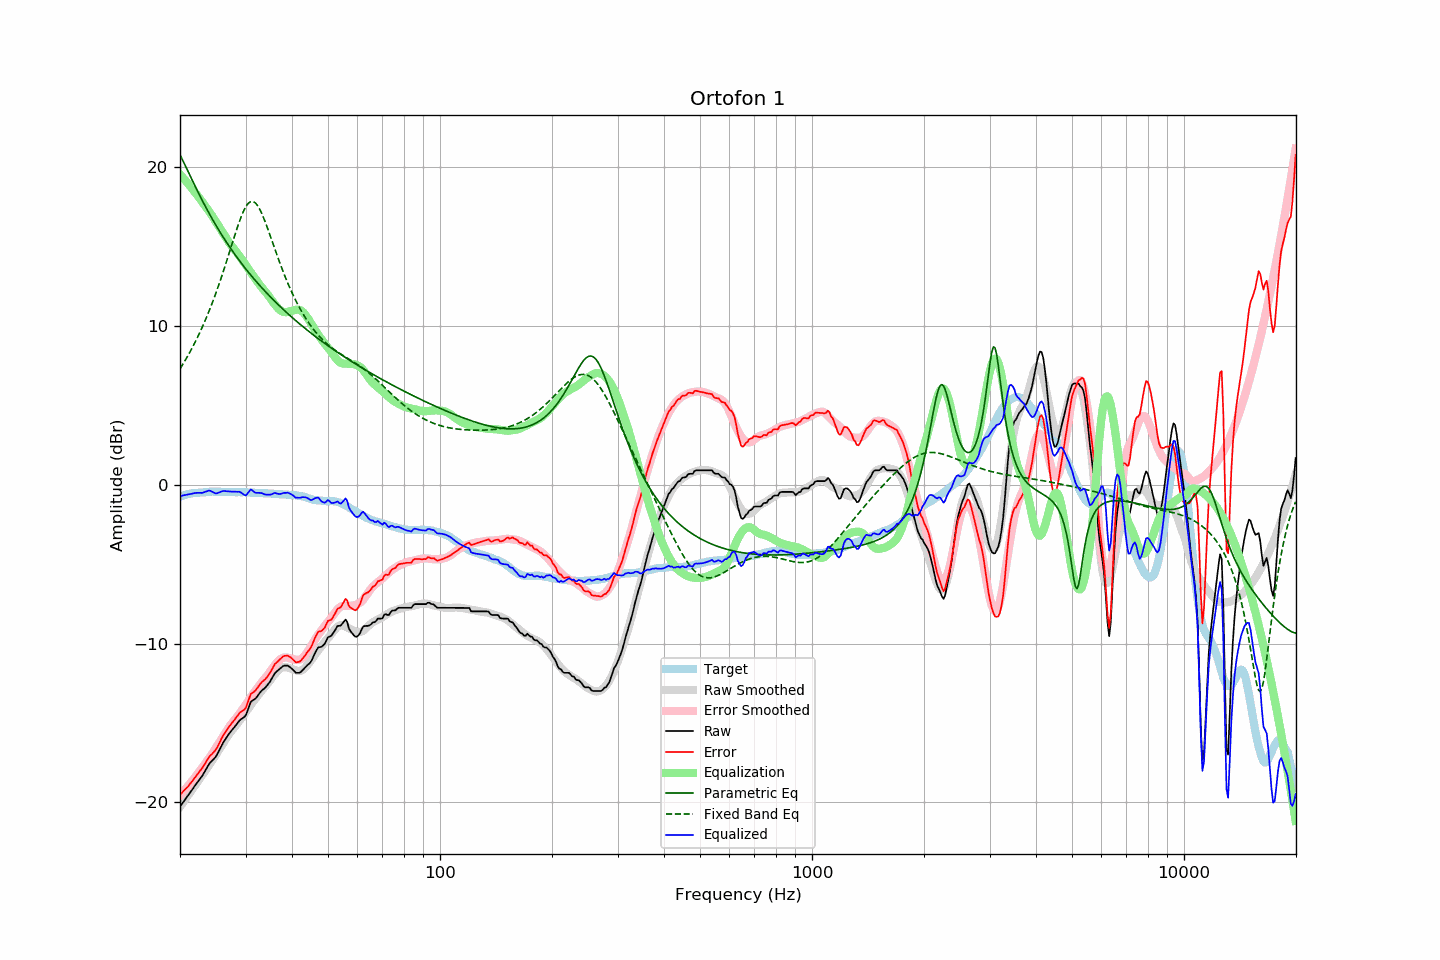 Ortofon 1
Amplitude (dBr)
20
10
0
−10
−20
Target
Raw Smoothed
Error Smoothed
Raw
Error
Equalization
Parametric Eq
Fixed Band Eq
Equalized
100
1000
10000
Frequency (Hz)